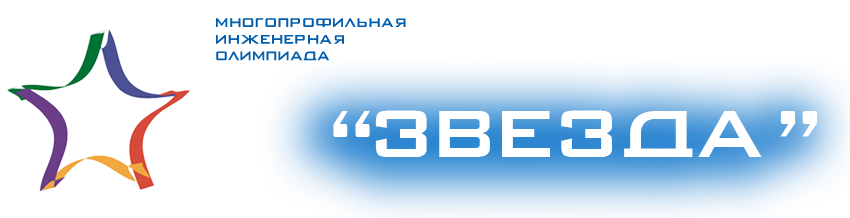 МНОГОПРОФИЛЬНАЯ
ИНЖЕНЕРНАЯ
ОЛИМПИАДА
“ЗВЕЗДА”